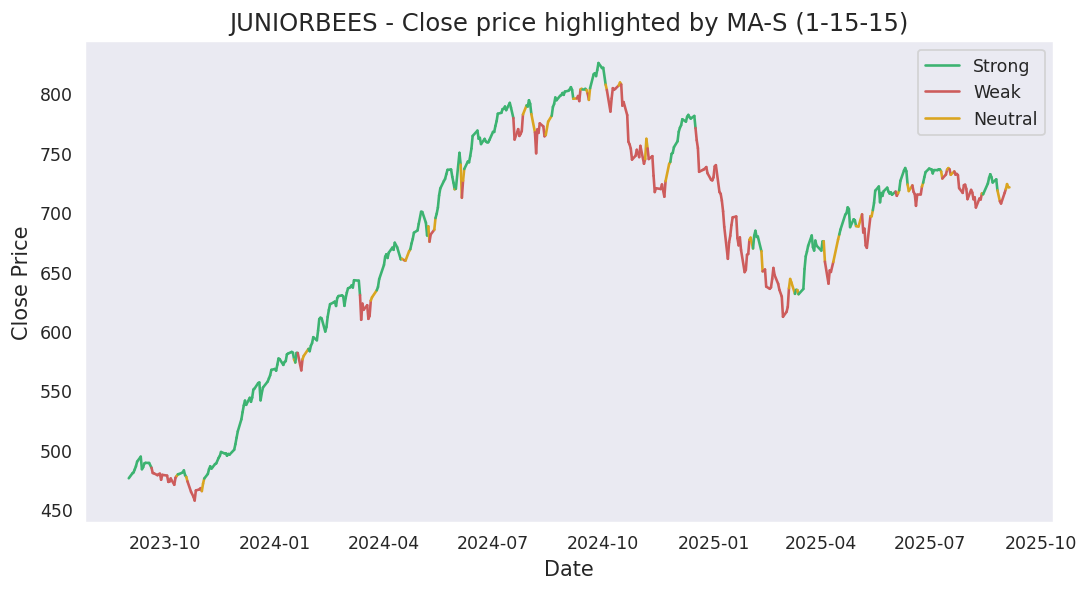 JUNIORBEES - Close price highlighted by MA-S (1-15-15)
Strong
Weak
Neutral
Close Price
800
750
700
650
600
550
500
450
2023-10 2024-01 2024-04 2024-07 2024-10 2025-01 2025-04 2025-07 2025-10
Date